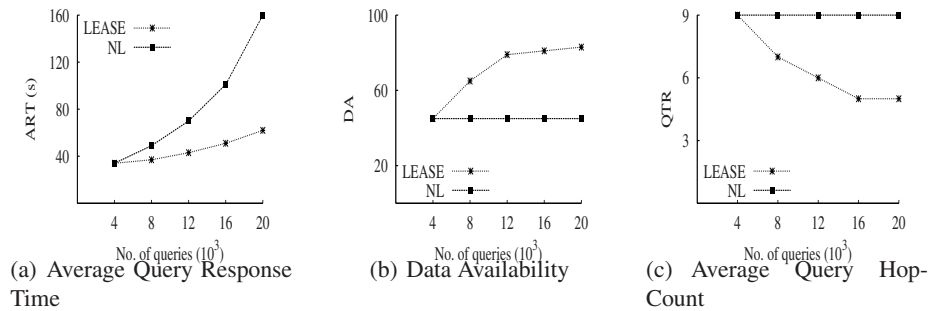 160
120
80
40
ART (s)
LEASE
NL
4 8 12 16 20
No. of queries (10³)
(a) Average Query Response
Time
100
60
20
DA
LEASE
NL
4 8 12 16 20
No. of queries (10³)
(b) Data Availability
9
6
3
QTR
LEASE
NL
4 8 12 16 20
No. of queries (10³)
(c) Average Query Hop-
Count